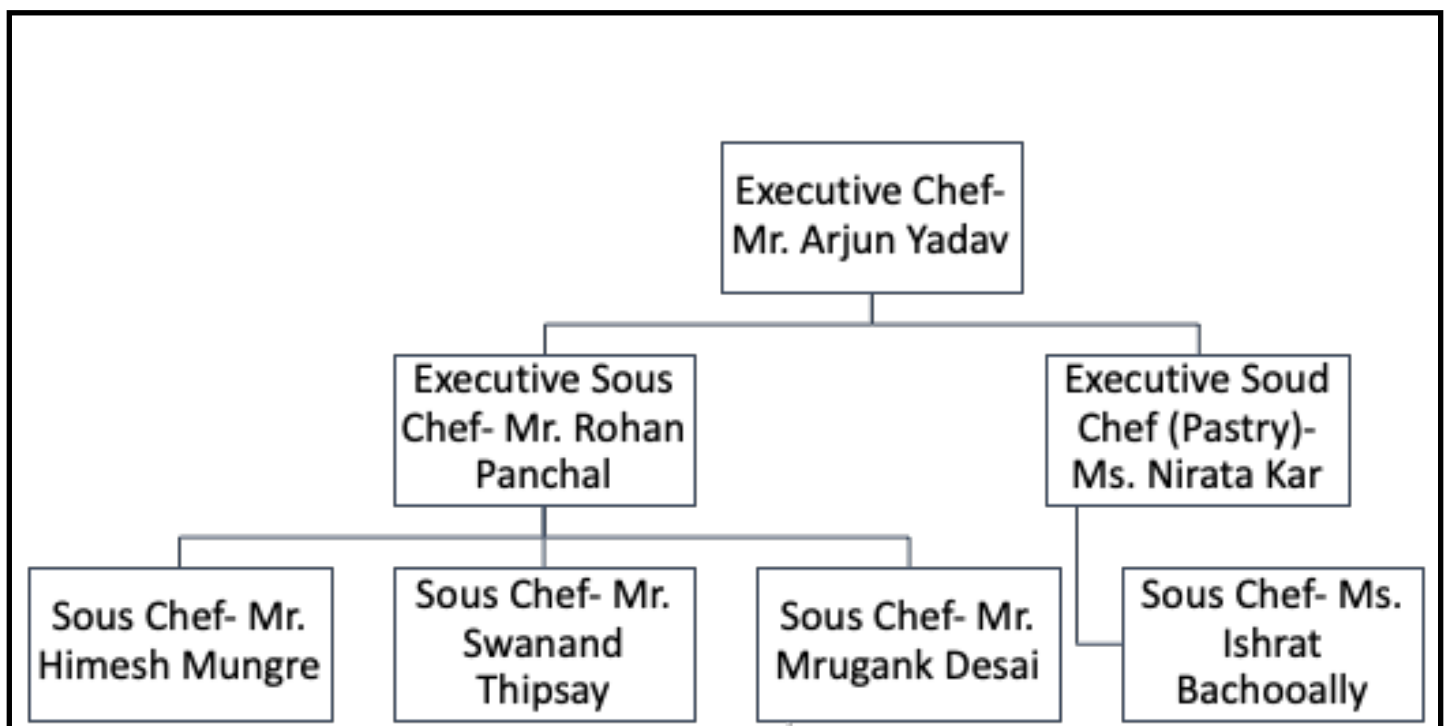 Executive Chef-
Mr. Arjun Yadav
Executive Sous
Chef- Mr. Rohan
Panchal
Executive Soud
Chef (Pastry)-
Ms. Nirata Kar
Sous Chef- Mr.
Himesh Mungre
Sous Chef- Mr.
Swanand
Thipsay
Sous Chef- Mr.
Mrugank Desai
Sous Chef- Ms.
Ishrat
Bachooally